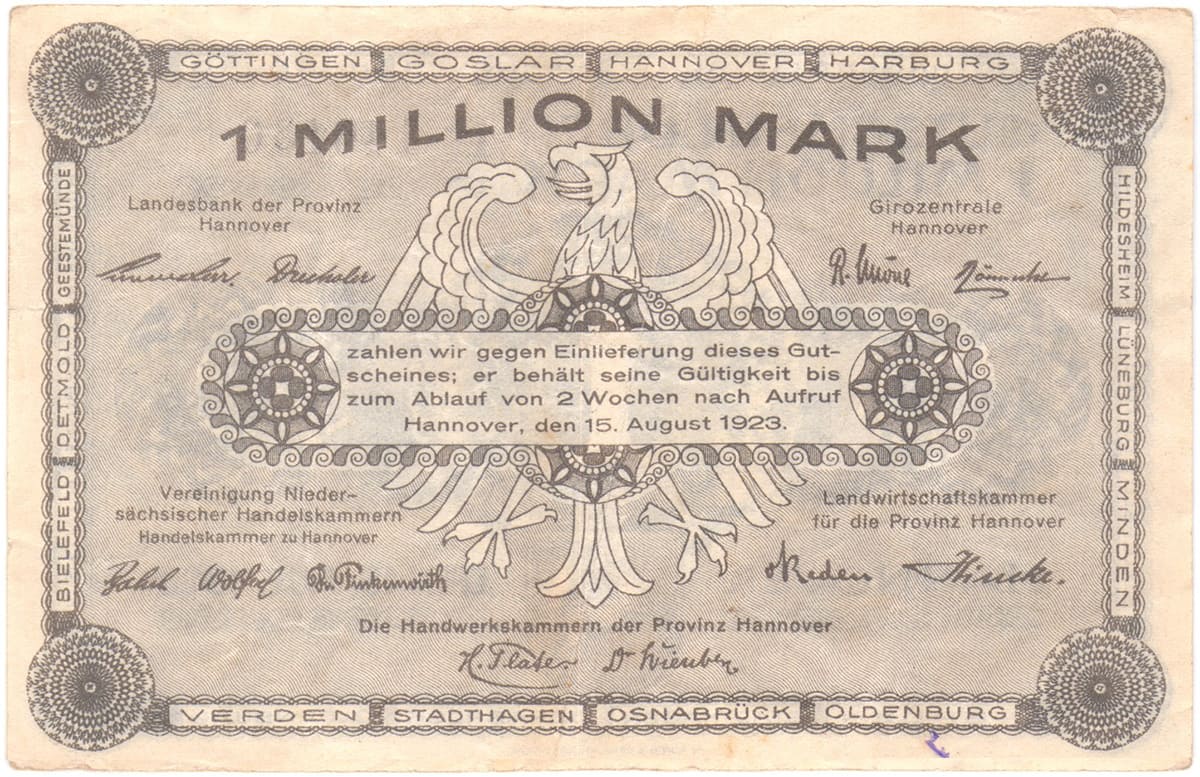 GÖTTINGEN GOSLAR HANNOVER HARBURG
1 MILLION MARK
Landesbank der Provinz
Hannover
Girozentrale
Hannover
zahlen wir gegen Einlieferung dieses Gut-
scheines; er behält seine Gültigkeit bis
zum Ablauf von 2 Wochen nach Aufruf
Hannover, den 15. August 1923.
Vereinigung Nieder-
sächsischer Handelskammern
Handelskammer zu Hannover
Landwirtschaftskammer
für die Provinz Hannover
Die Handwerkskammern der Provinz Hannover
H. Plate
BIELEFELD DETMOLD GEESTEMÜNDE
HILDESHEIM LÜNEBURG MINDEN
VERDEN STADTHAGEN OSNABRÜCK OLDENBURG